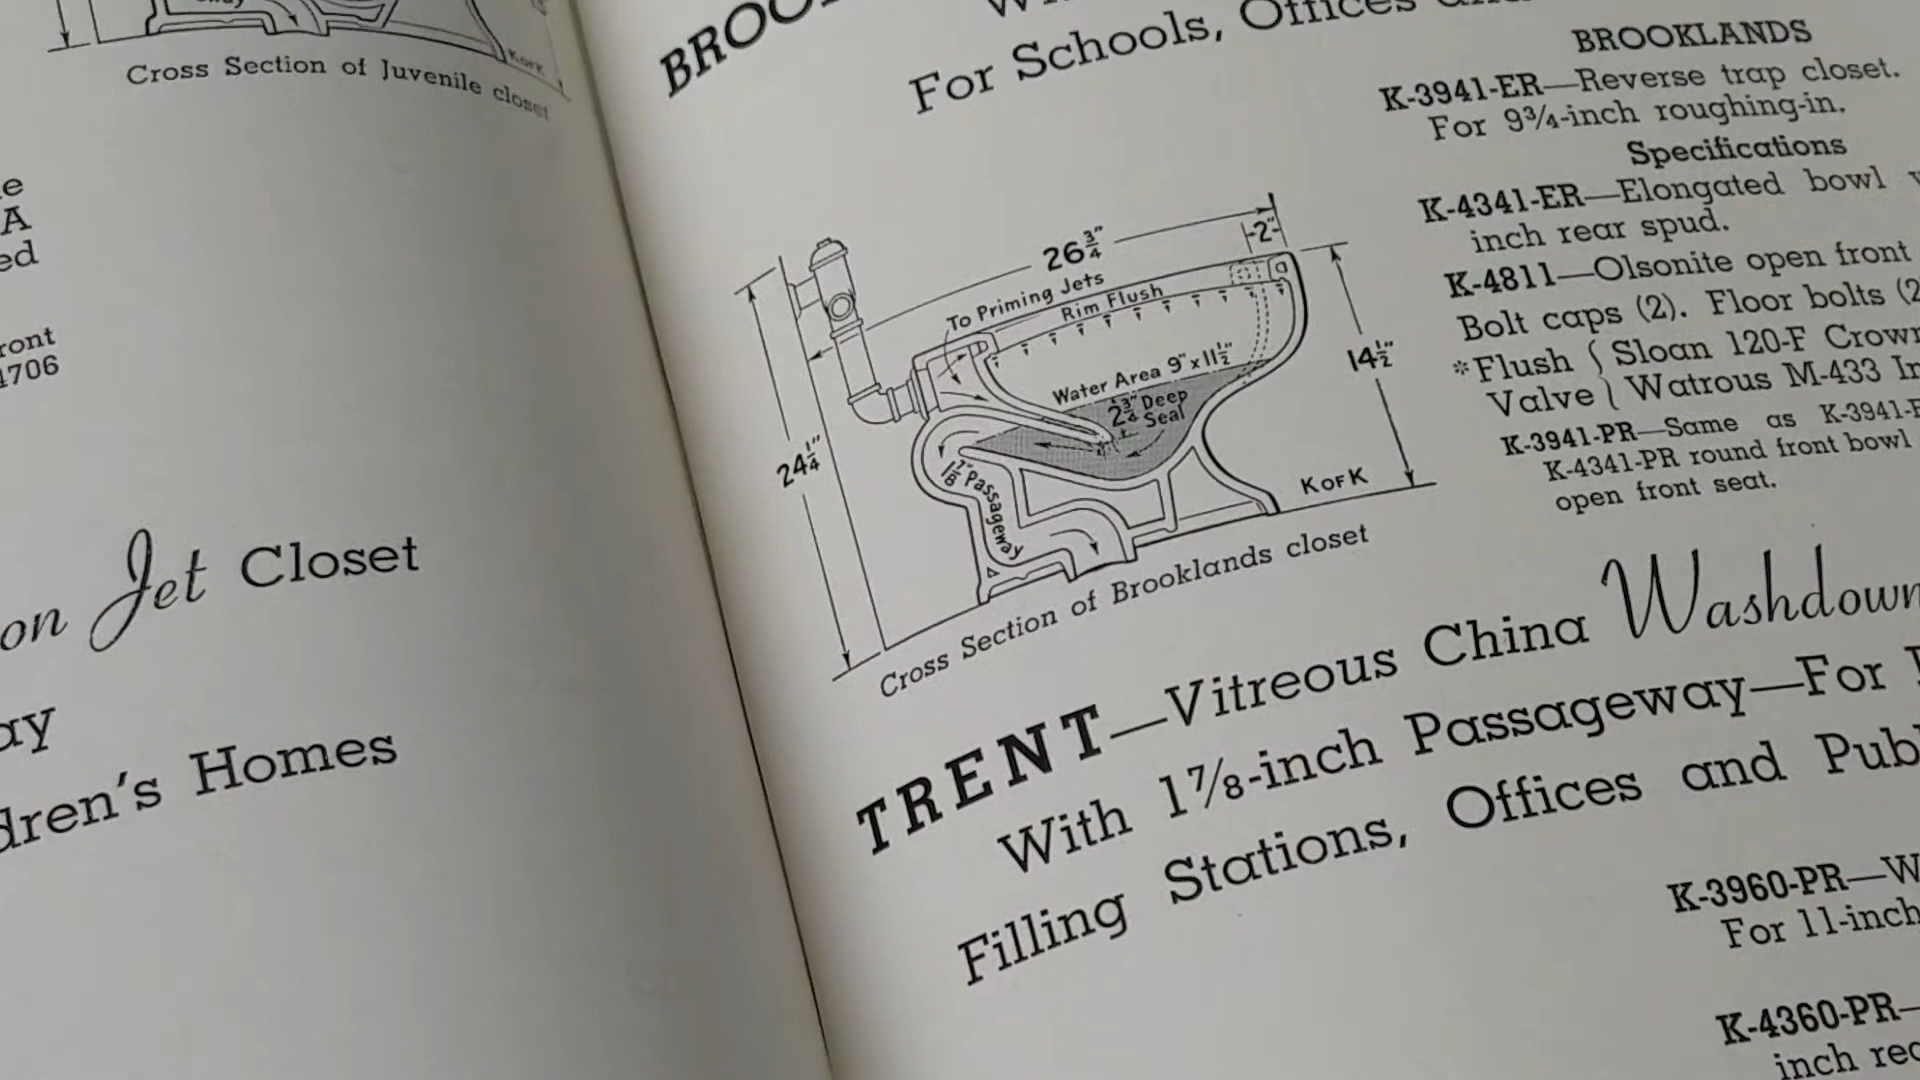 Cross Section of Juvenile closet
K OF K
A
ed
ront
4706
on Jet Closet
ay
dren's Homes
For Schools, Offices
BROOKLANDS
K-3941-ER—Reverse trap closet.
For 9¾-inch roughing-in.
Specifications
K-4341-ER—Elongated bowl
inch rear spud.
K-4811—Olsonite open front
Bolt caps (2). Floor bolts (2
*Flush { Sloan 120-F Crown
Valve { Watrous M-433
K-3941-PR—Same as K-3941-E
K-4341-PR round front bowl
open front seat.
26¾"
-2"-
To Priming Jets
Rim Flush
Water Area 9" x 11½"
2¾" Deep
Seal
14½"
24¼"
1⅞" Passageway
K OF K
Cross Section of Brooklands closet
TRENT—Vitreous China Washdown
With 1⅞-inch Passageway—For
Filling Stations, Offices and Publ
K-3960-PR—W
For 11-inch
K-4360-PR—
inch rea